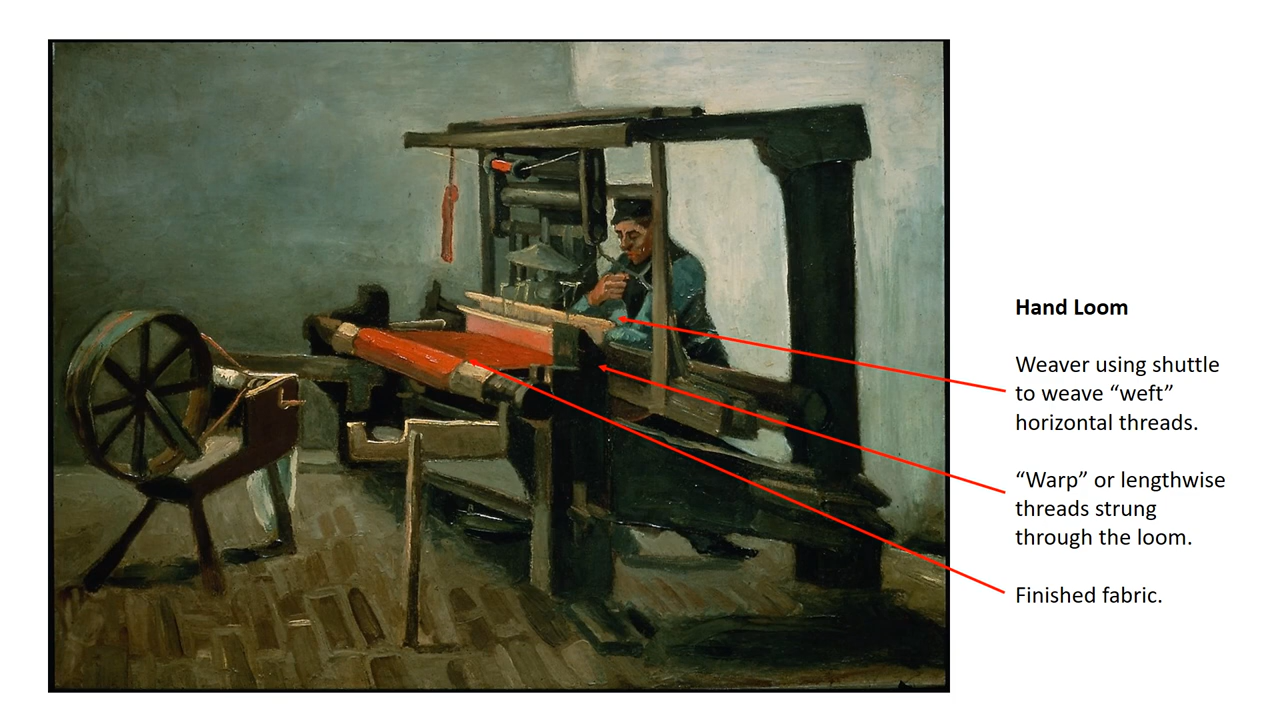 Hand Loom
Weaver using shuttle
to weave “weft”
horizontal threads.
“Warp” or lengthwise
threads strung
through the loom.
Finished fabric.